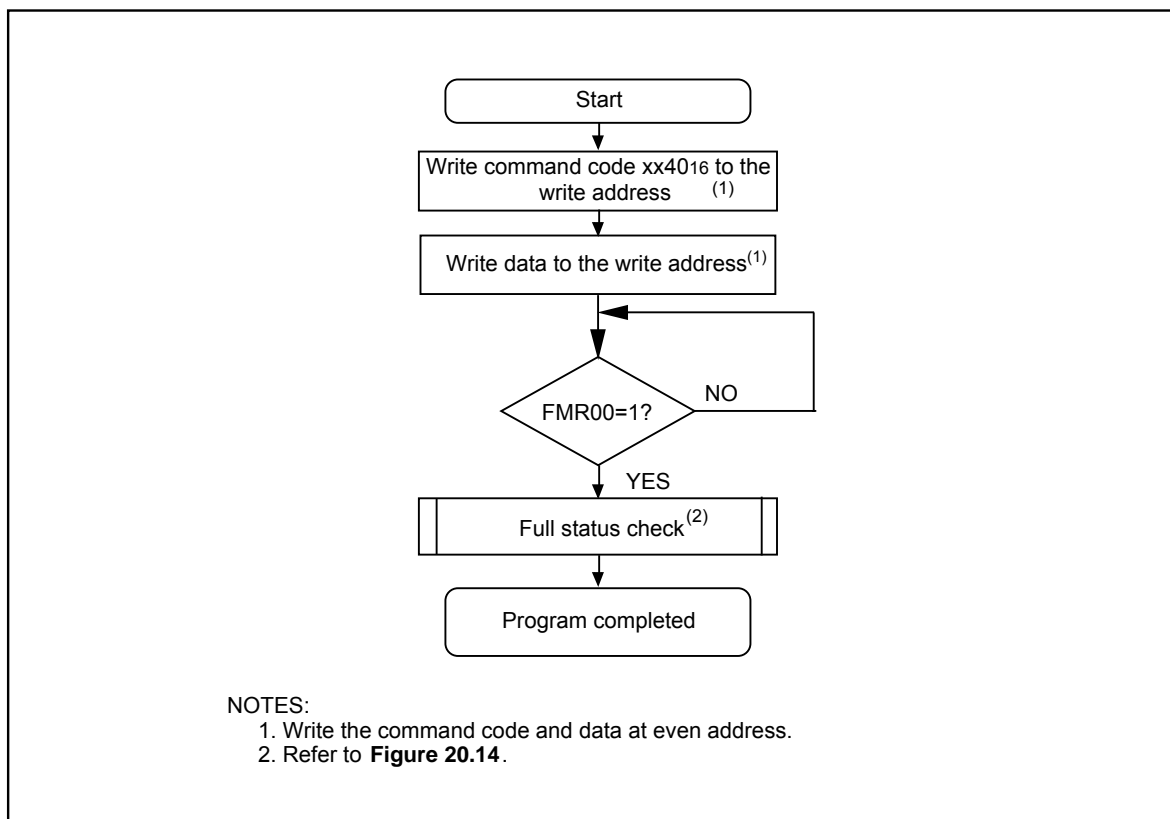 Start
Write command code xx4016 to the
write address (1)
Write data to the write address(1)
FMR00=1?
NO
YES
Full status check(2)
Program completed
NOTES:
1. Write the command code and data at even address.
2. Refer to Figure 20.14.